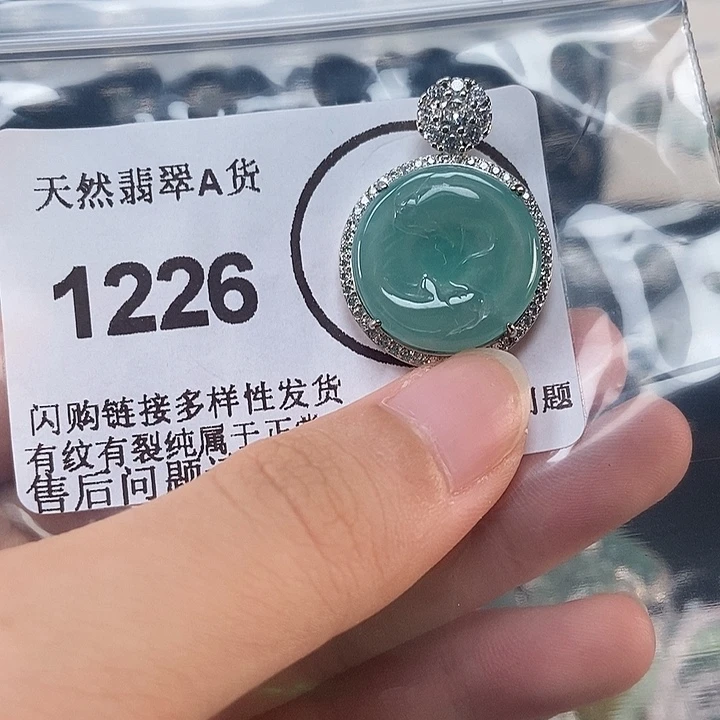 天然翡翠A货
1226
闪购链接多样性发货
有纹有裂纯属于正常
售后问题 问题